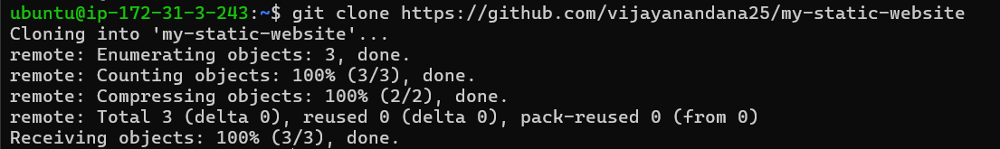 ubuntu@ip-172-31-3-243:~$ git clone https://github.com/vijayanandana25/my-static-website
Cloning into 'my-static-website'...
remote: Enumerating objects: 3, done.
remote: Counting objects: 100% (3/3), done.
remote: Compressing objects: 100% (2/2), done.
remote: Total 3 (delta 0), reused 0 (delta 0), pack-reused 0 (from 0)
Receiving objects: 100% (3/3), done.